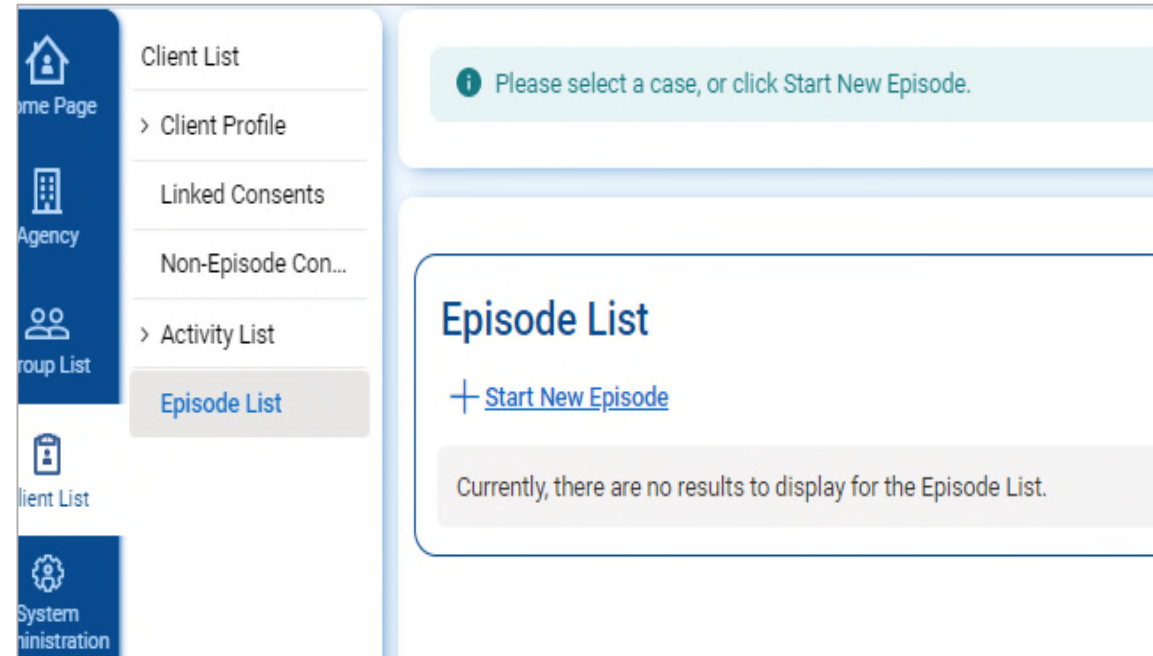 ome Page
Agency
roup List
lient List
System
ninistration
Client List
Client Profile
Linked Consents
Non-Episode Con...
Activity List
Episode List
Please select a case, or click Start New Episode.
Episode List
Start New Episode
Currently, there are no results to display for the Episode List.